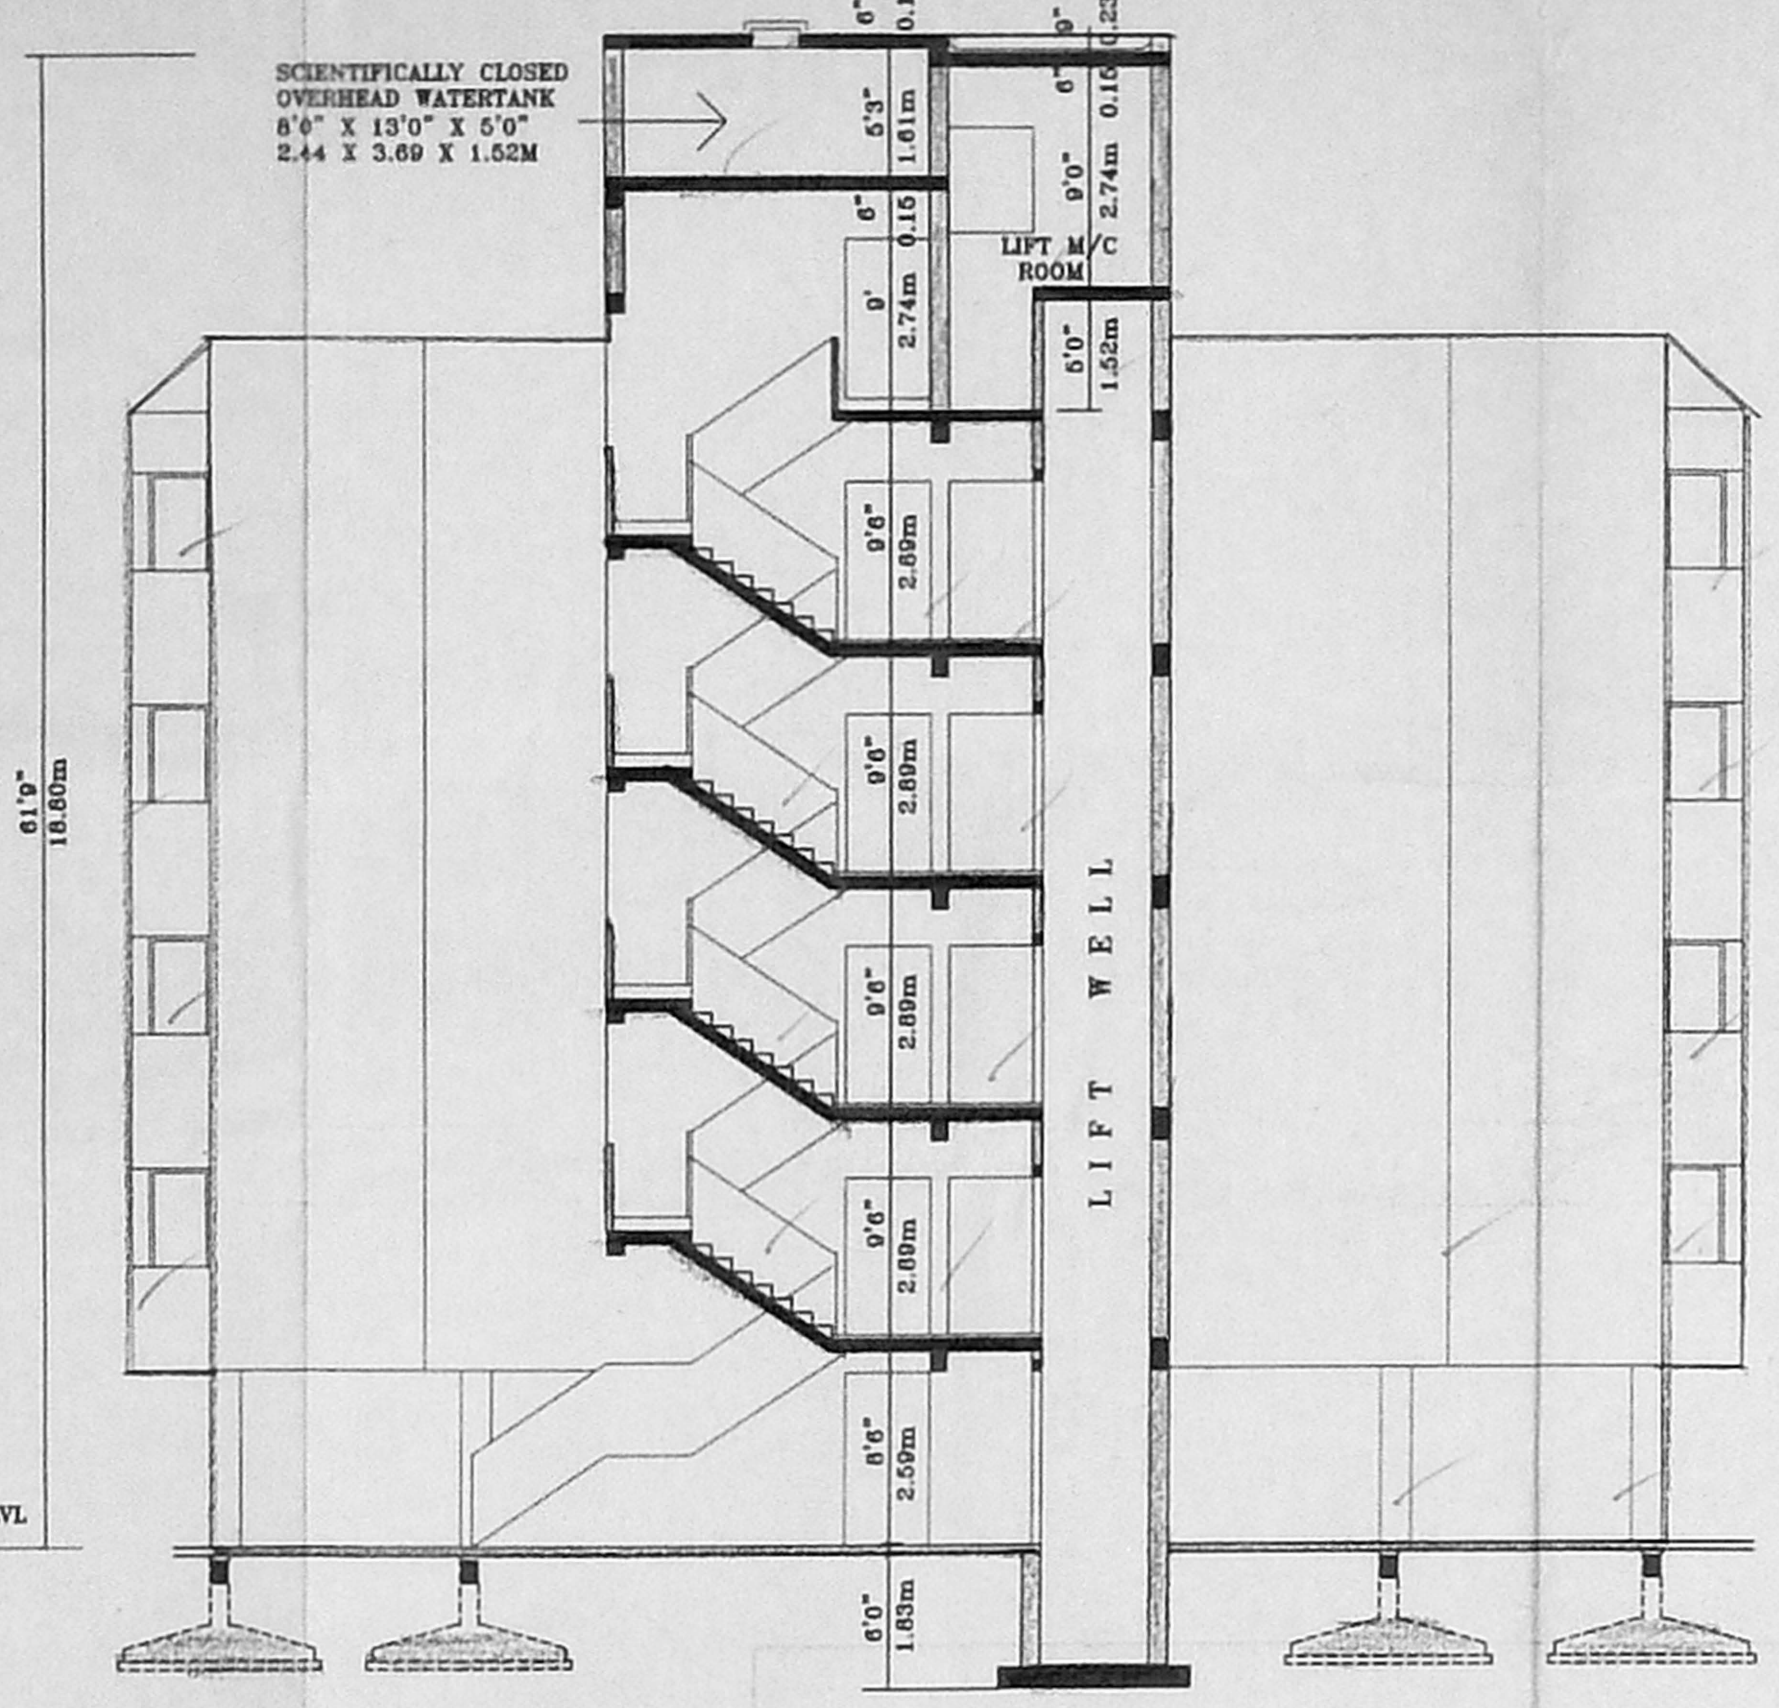 SCIENTIFICALLY CLOSED
OVERHEAD WATERTANK
8'0" X 13'0" X 5'0"
2.44 X 3.69 X 1.52M
6"
9"
5'3"
1.61m
6"
0.15
6"
0.15
9'0"
2.74m
LIFT M/C
ROOM
9'
2.74m
5'0"
1.52m
9'6"
2.89m
9'6"
2.89m
9'6"
2.89m
9'6"
2.89m
LIFT WELL
61'9"
18.80m
8'6"
2.59m
VL
6'0"
1.83m